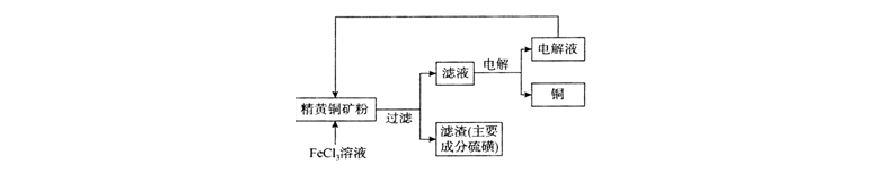 电解液
滤液
电解
铜
精黄铜矿粉
过滤
滤渣(主要
成分硫磺)
FeCl₃溶液